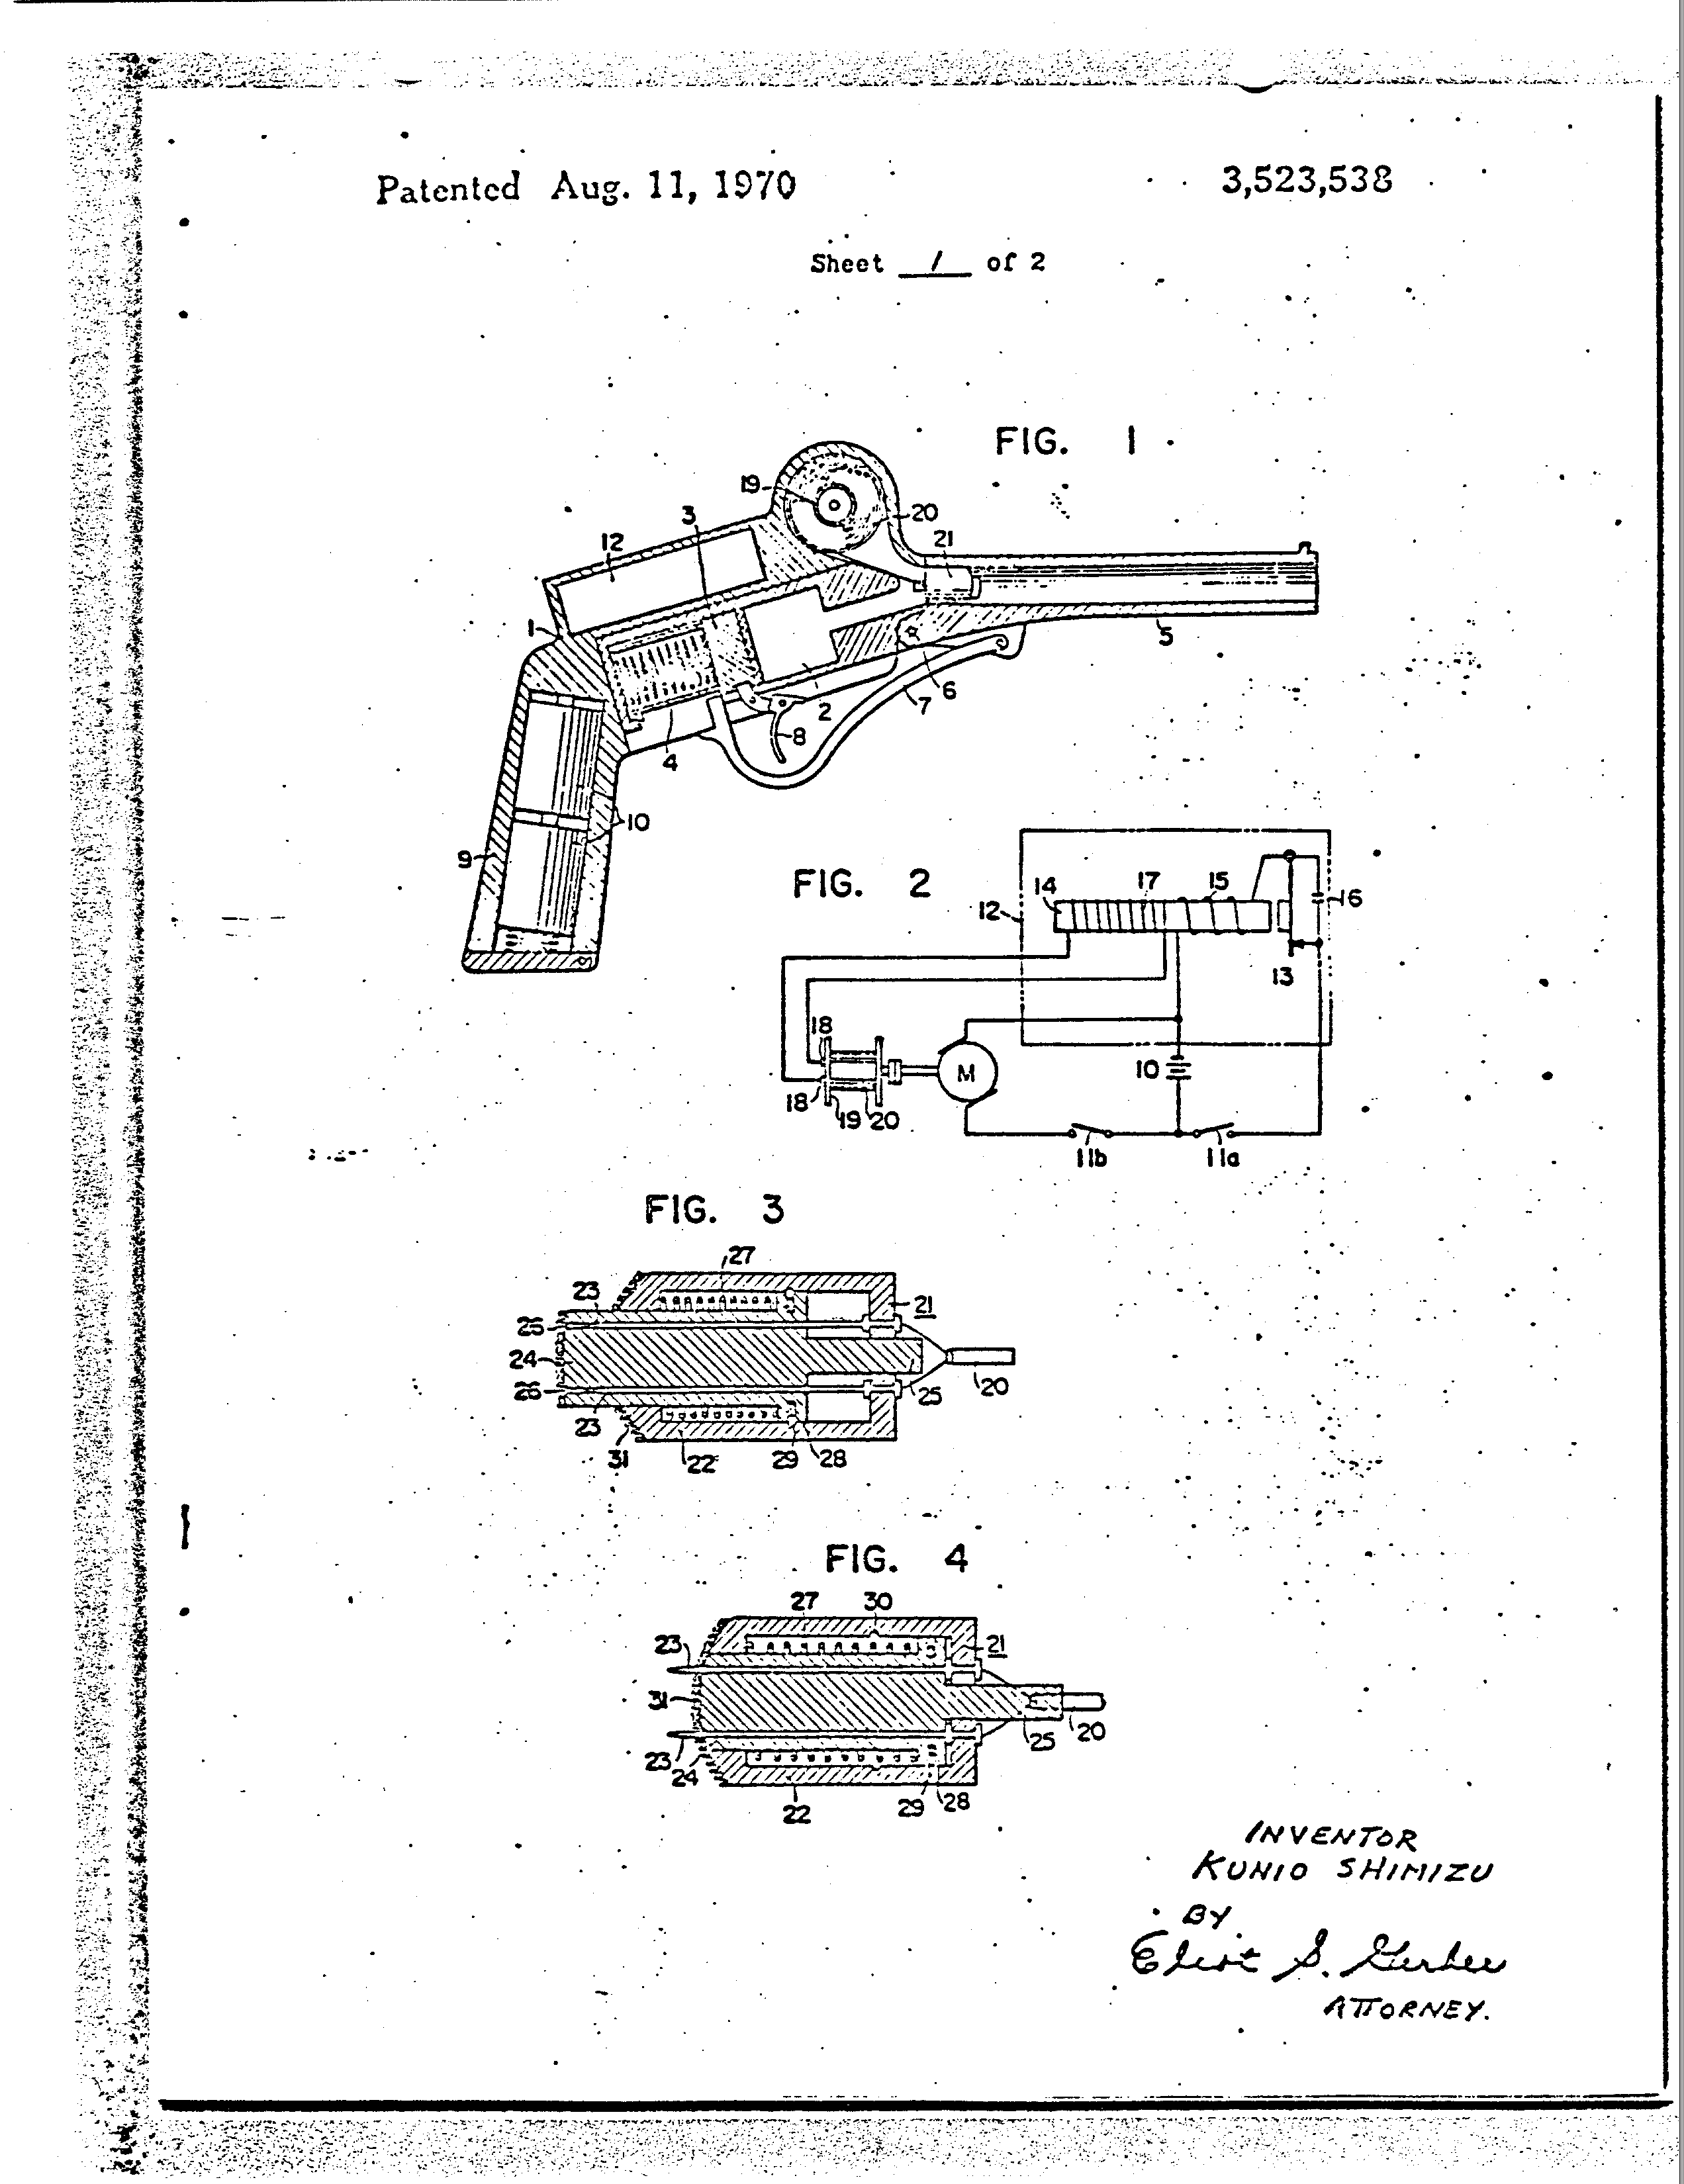 Patented Aug. 11, 1970 3,523,538
Sheet 1 of 2
FIG. 1
19
20
3
21
12
1
5
6
7
2
8
4
10
9
FIG. 2
14 17 15
12 16
13
18
M
10
18
19 20
11b 11a
FIG. 3
27
23
21
26
24
20
26 25
23
31 22 29 28
FIG. 4
27 30
23 21
31
20
25
23
24
22 29 28
INVENTOR
KUNIO SHIMIZU
BY
Eliot S. Gerber
ATTORNEY.